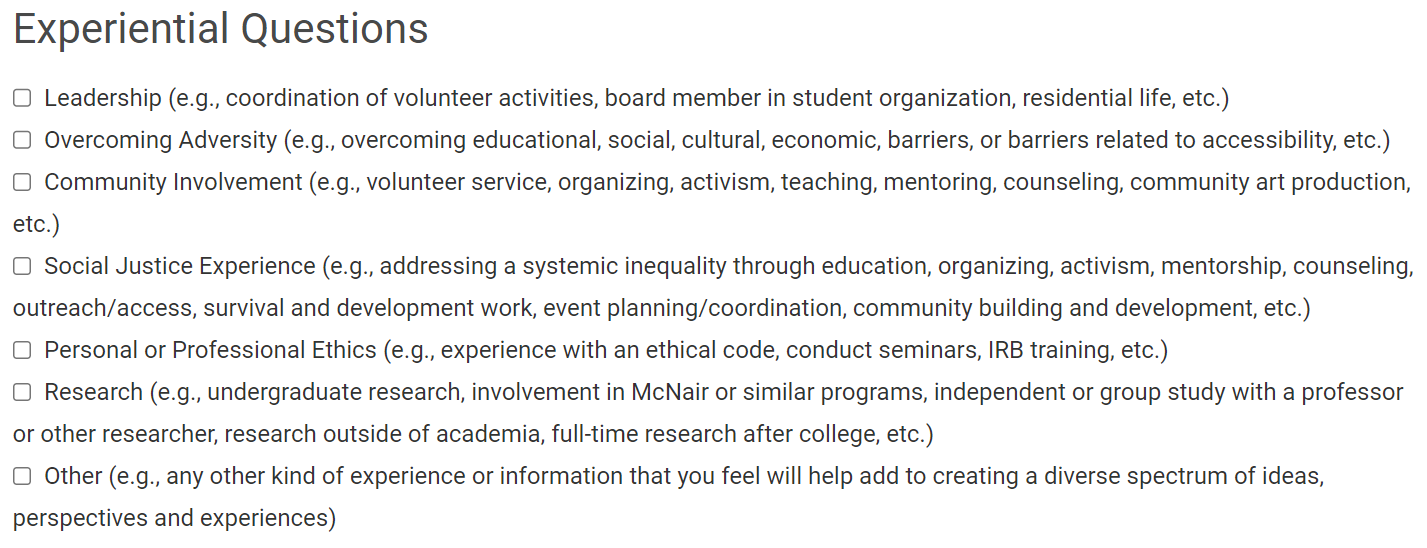 Experiential Questions
Leadership (e.g., coordination of volunteer activities, board member in student organization, residential life, etc.)
Overcoming Adversity (e.g., overcoming educational, social, cultural, economic, barriers, or barriers related to accessibility, etc.)
Community Involvement (e.g., volunteer service, organizing, activism, teaching, mentoring, counseling, community art production,
etc.)
Social Justice Experience (e.g., addressing a systemic inequality through education, organizing, activism, mentorship, counseling,
outreach/access, survival and development work, event planning/coordination, community building and development, etc.)
Personal or Professional Ethics (e.g., experience with an ethical code, conduct seminars, IRB training, etc.)
Research (e.g., undergraduate research, involvement in McNair or similar programs, independent or group study with a professor
or other researcher, research outside of academia, full-time research after college, etc.)
Other (e.g., any other kind of experience or information that you feel will help add to creating a diverse spectrum of ideas,
perspectives and experiences)